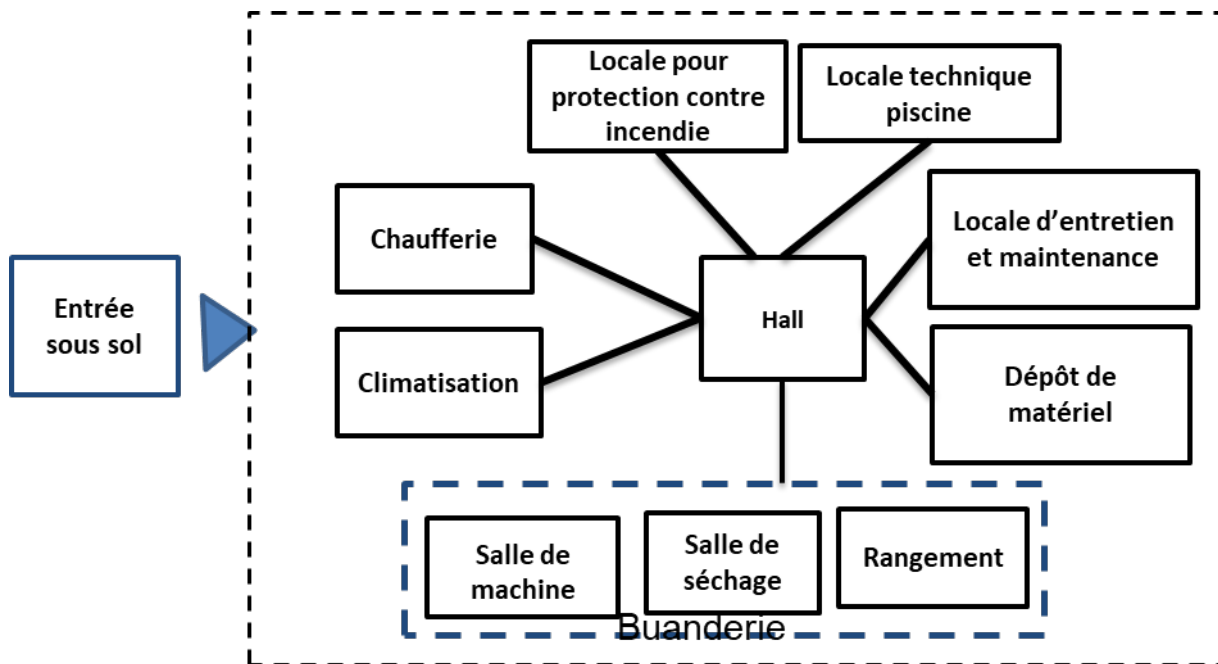 Locale pour
protection contre
incendie
Locale technique
piscine
Chaufferie
Locale d’entretien
et maintenance
Entrée
sous sol
Hall
Climatisation
Dépôt de
matériel
Salle de
machine
Salle de
séchage
Rangement
Buanderie